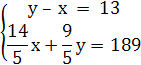 y – x = 13
14/5 x + 9/5 y = 189